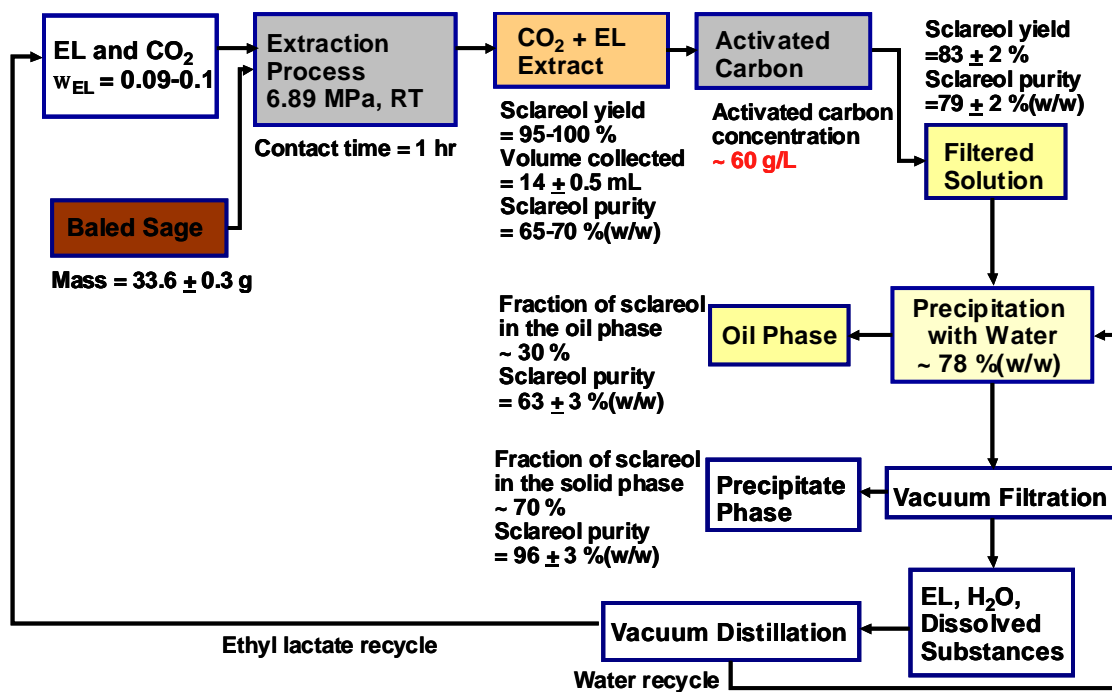 EL and CO2
wEL = 0.09-0.1
Extraction
Process
6.89 MPa, RT
Contact time = 1 hr
Baled Sage
Mass = 33.6 ± 0.3 g
CO2 + EL
Extract
Sclareol yield
= 95-100 %
Volume collected
= 14 ± 0.5 mL
Sclareol purity
= 65-70 %(w/w)
Activated
Carbon
Activated carbon
concentration
~ 60 g/L
Sclareol yield
=83 ± 2 %
Sclareol purity
=79 ± 2 %(w/w)
Filtered
Solution
Precipitation
with Water
~ 78 %(w/w)
Oil Phase
Fraction of sclareol
in the oil phase
~ 30 %
Sclareol purity
= 63 ± 3 %(w/w)
Vacuum Filtration
Precipitate
Phase
Fraction of sclareol
in the solid phase
~ 70 %
Sclareol purity
= 96 ± 3 %(w/w)
EL, H2O,
Dissolved
Substances
Vacuum Distillation
Ethyl lactate recycle
Water recycle